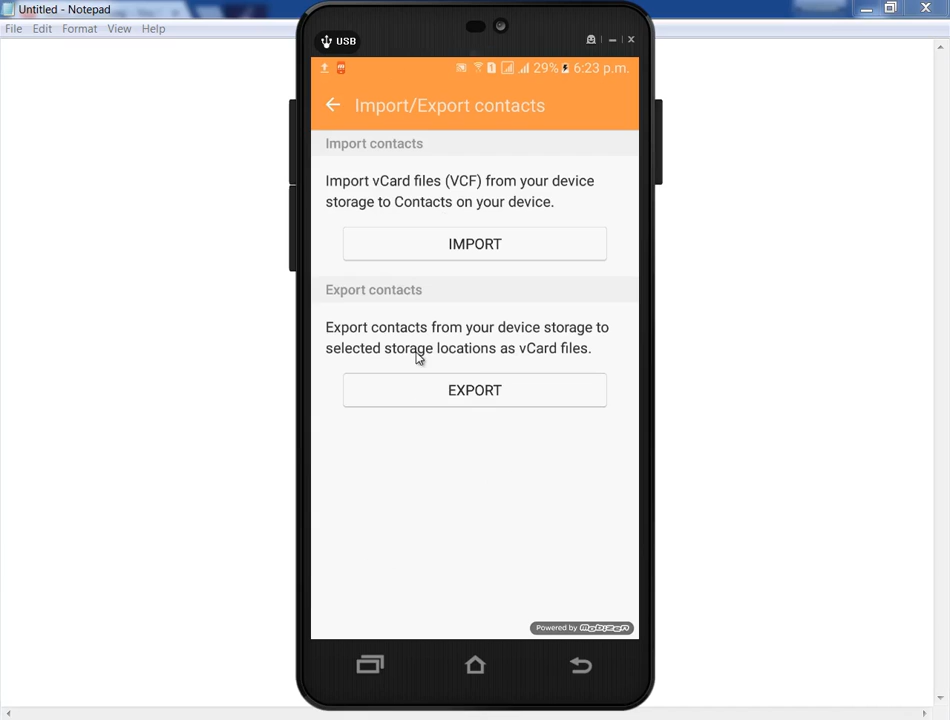 Untitled - Notepad
File Edit Format View Help
USB
29% 6:23 p.m.
Import/Export contacts
Import contacts
Import vCard files (VCF) from your device
storage to Contacts on your device.
IMPORT
Export contacts
Export contacts from your device storage to
selected storage locations as vCard files.
EXPORT
Powered by mobizen